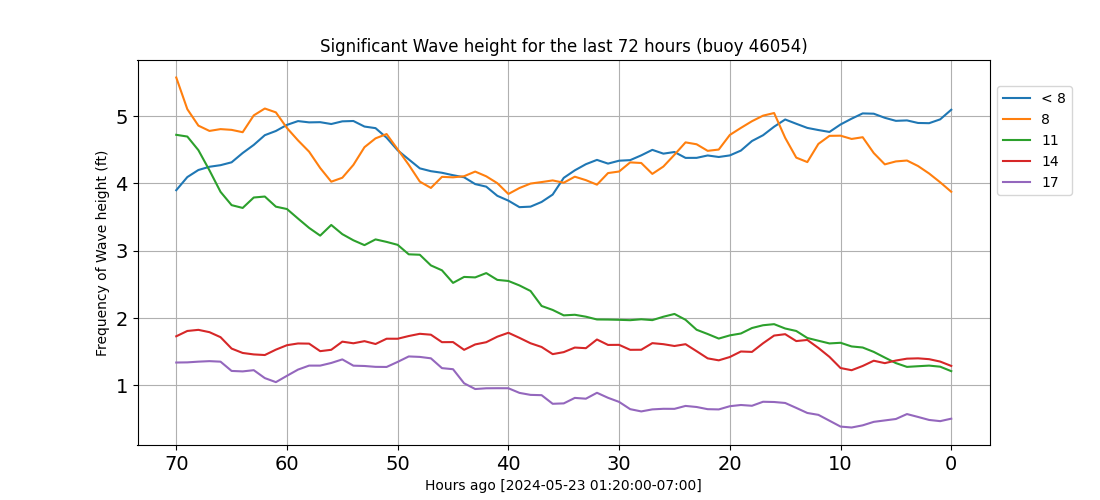 Significant Wave height for the last 72 hours (buoy 46054)
Frequency of Wave height (ft)
5
4
3
2
1
70 60 50 40 30 20 10 0
Hours ago [2024-05-23 01:20:00-07:00]
< 8
8
11
14
17